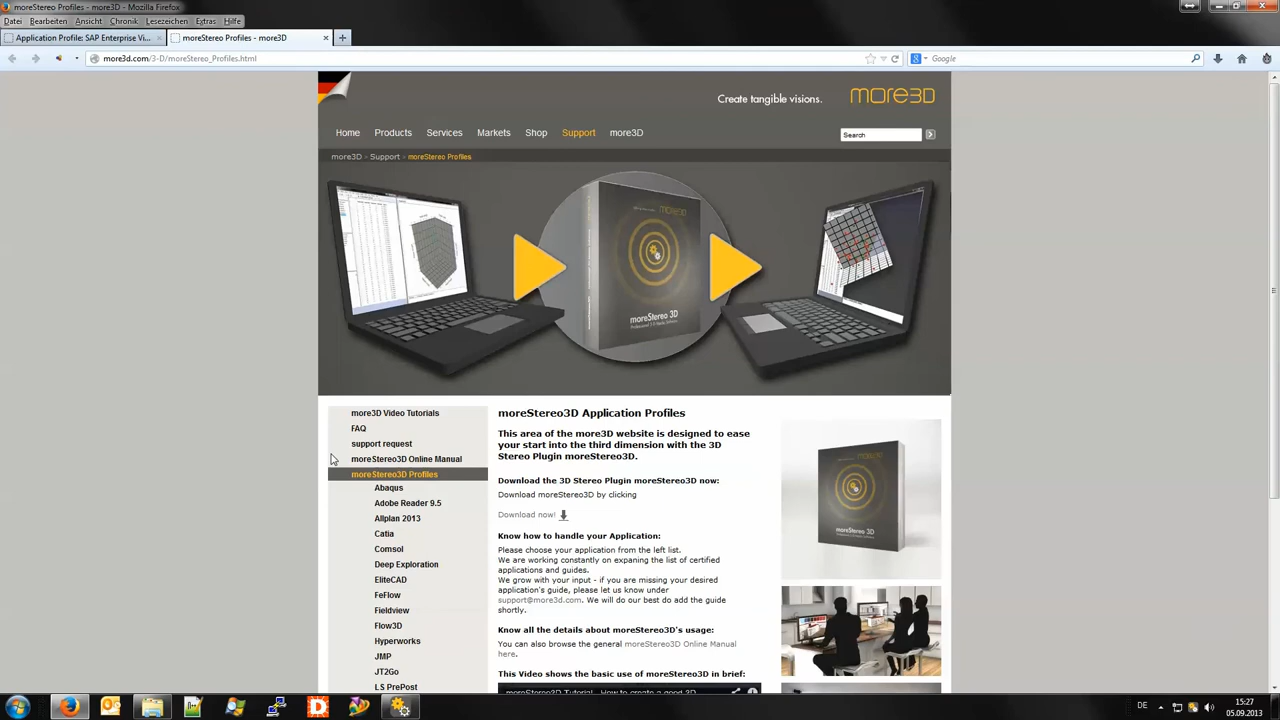 moreStereo Profiles - more3D - Mozilla Firefox
Datei Bearbeiten Ansicht Chronik Lesezeichen Extras Hilfe
Application Profile: SAP Enterprise Vi... moreStereo Profiles - more3D
more3d.com/3-D/moreStereo_Profiles.html
Google
Create tangible visions. more3D
Home Products Services Markets Shop Support more3D
Search
more3D » Support » moreStereo Profiles
more3D
moreStereo 3D
more3D Video Tutorials
FAQ
support request
moreStereo3D Online Manual
moreStereo3D Profiles
Abaqus
Adobe Reader 9.5
Allplan 2013
Catia
Comsol
Deep Exploration
EliteCAD
FeFlow
Fieldview
Flow3D
Hyperworks
JMP
JT2Go
LS PrePost
moreStereo3D Application Profiles
This area of the more3D website is designed to ease
your start into the third dimension with the 3D
Stereo Plugin moreStereo3D.
Download the 3D Stereo Plugin moreStereo3D now:
Download moreStereo3D by clicking
Download now!
Know how to handle your Application:
Please choose your application from the left list.
We are working constantly on expaning the list of certified
applications and guides.
We grow with your input - if you are missing your desired
application's guide, please let us know under
support@more3d.com. We will do our best do add the guide
shortly.
Know all the details about moreStereo3D's usage:
You can also browse the general moreStereo3D Online Manual
here.
This Video shows the basic use of moreStereo3D in brief:
moreStereo3D Tutorial - How to create a good 3D
moreStereo 3D
DE
15:27
05.09.2013